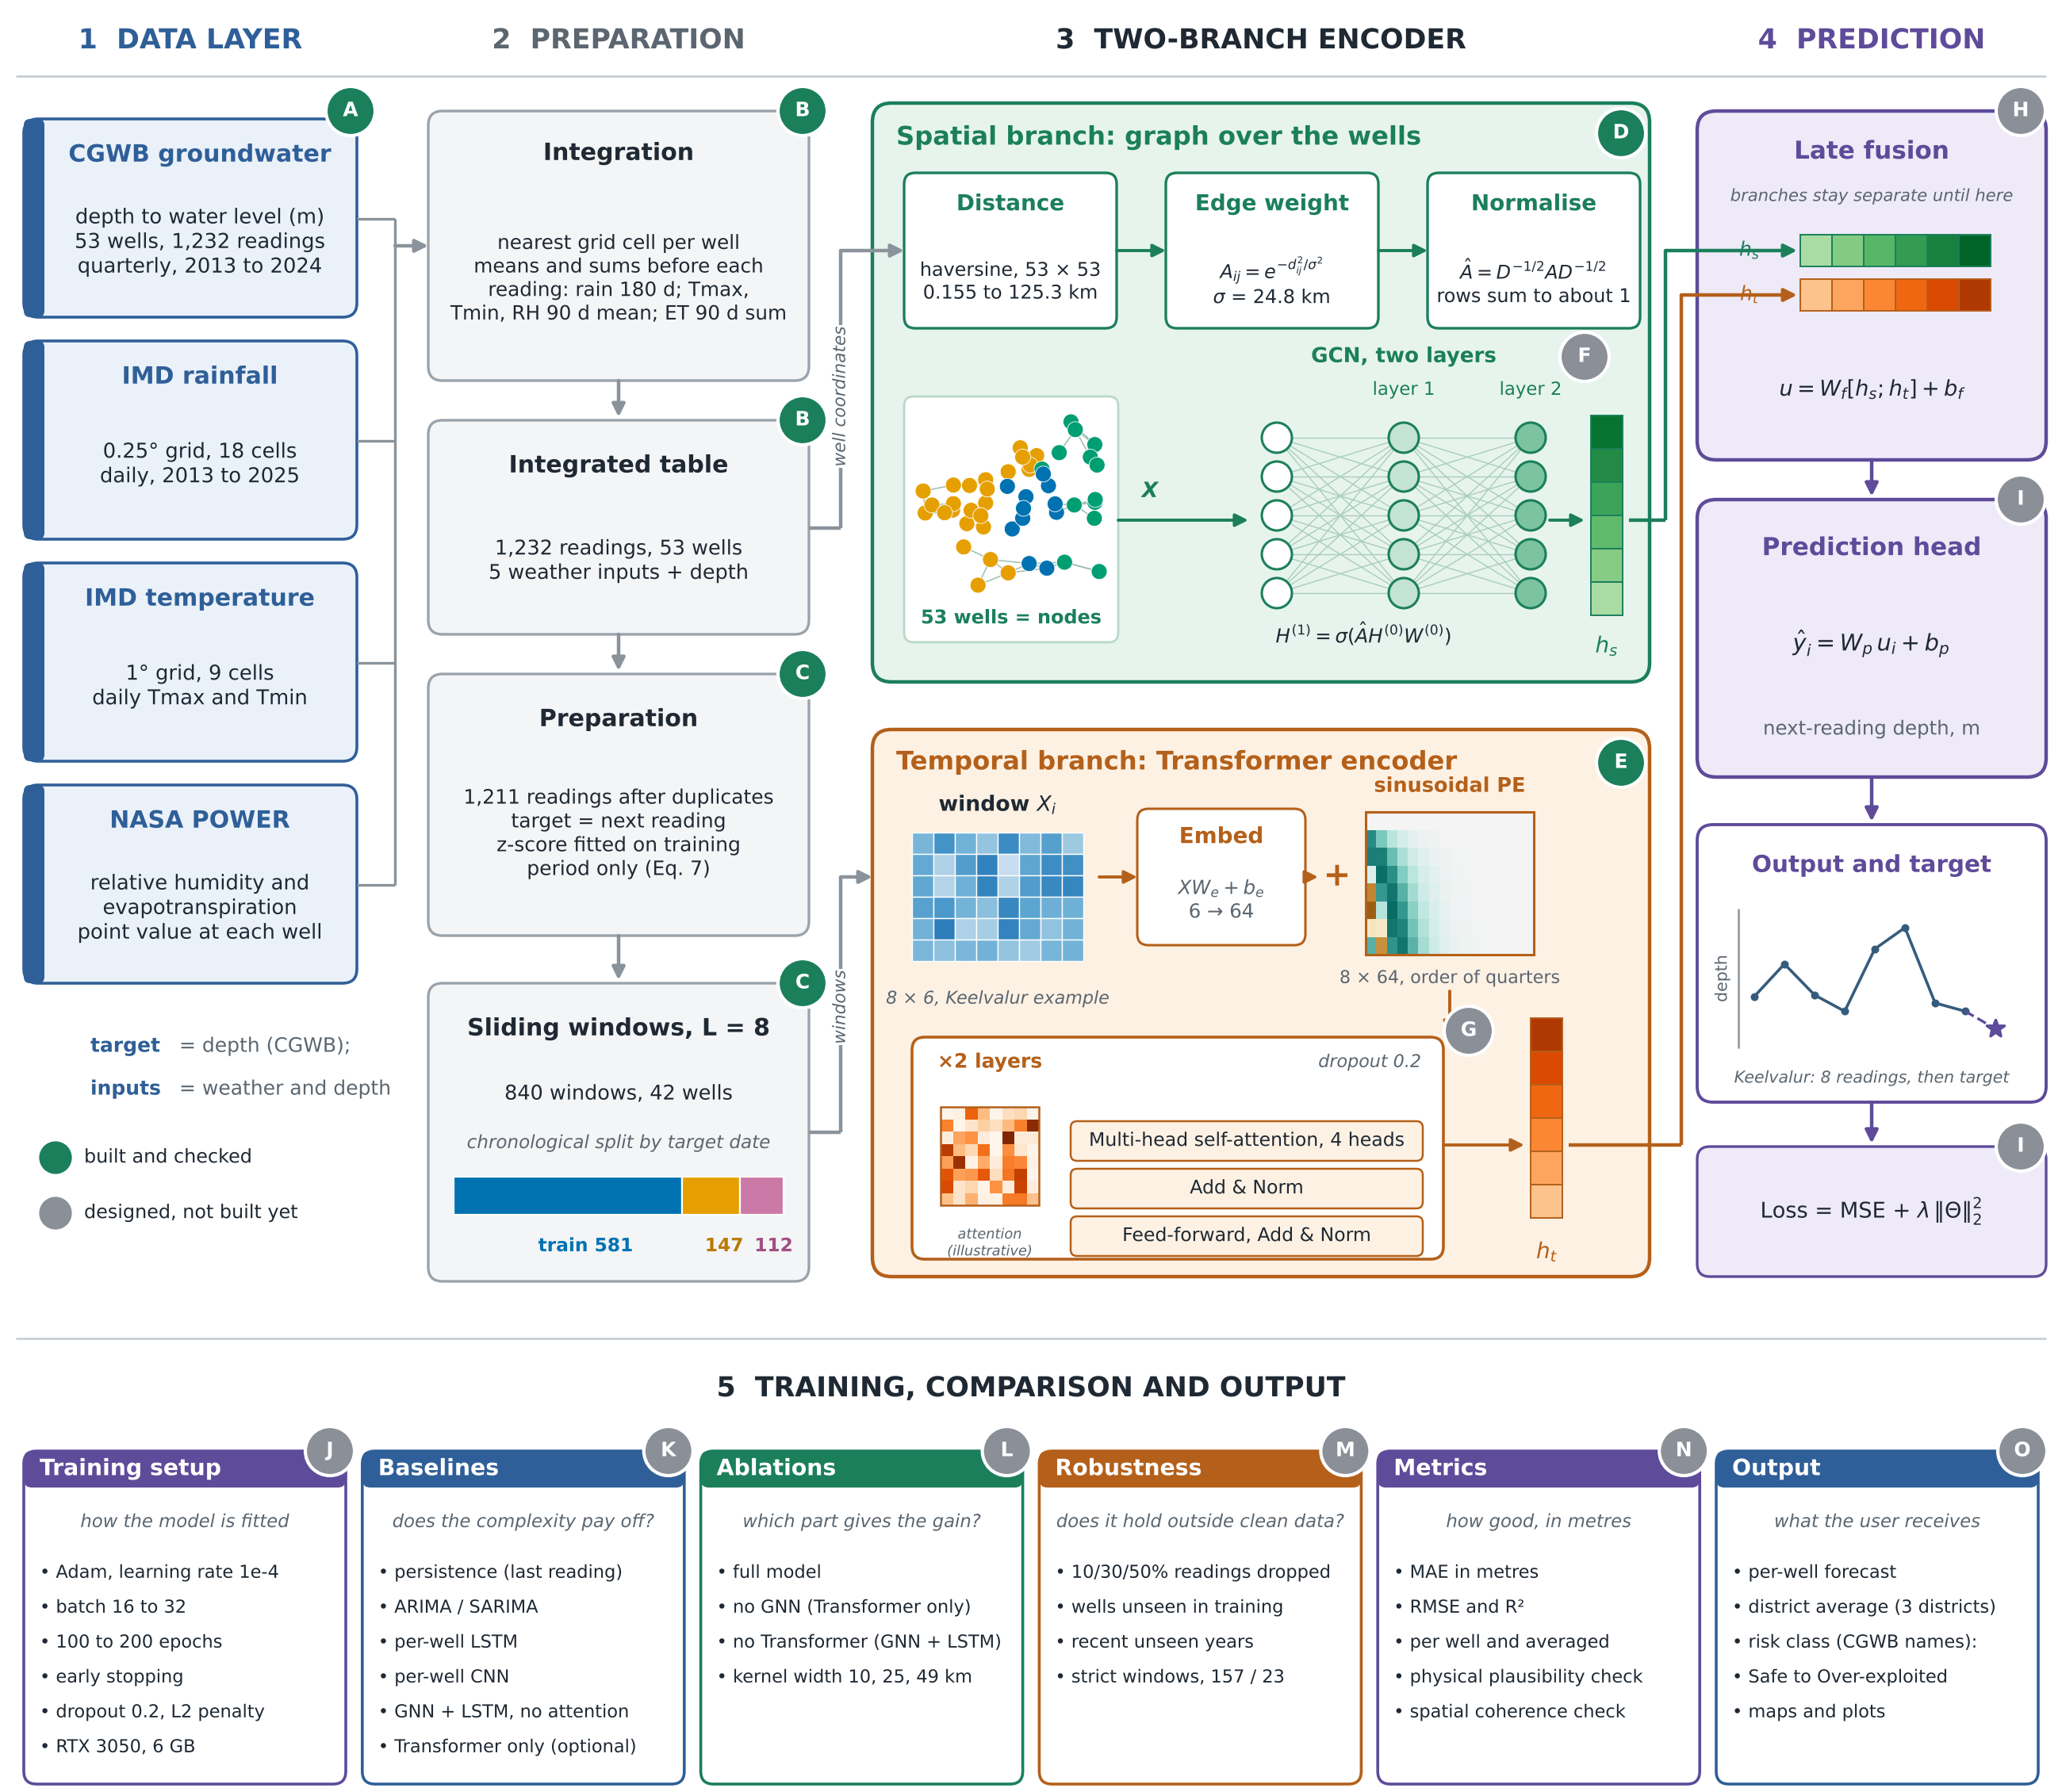 1 DATA LAYER
2 PREPARATION
3 TWO-BRANCH ENCODER
4 PREDICTION
A
CGWB groundwater
depth to water level (m)
53 wells, 1,232 readings
quarterly, 2013 to 2024
IMD rainfall
0.25° grid, 18 cells
daily, 2013 to 2025
IMD temperature
1° grid, 9 cells
daily Tmax and Tmin
NASA POWER
relative humidity and
evapotranspiration
point value at each well
target = depth (CGWB);
inputs = weather and depth
built and checked
designed, not built yet
B
Integration
nearest grid cell per well
means and sums before each
reading: rain 180 d; Tmax,
Tmin, RH 90 d mean; ET 90 d sum
B
Integrated table
1,232 readings, 53 wells
5 weather inputs + depth
C
Preparation
1,211 readings after duplicates
target = next reading
z-score fitted on training
period only (Eq. 7)
C
Sliding windows, L = 8
840 windows, 42 wells
chronological split by target date
train 581 147 112
well coordinates
windows
D
Spatial branch: graph over the wells
Distance
haversine, 53 × 53
0.155 to 125.3 km
Edge weight
A_{ij} = e^{-d_{ij}^2/σ^2}
σ = 24.8 km
Normalise
Â = D^{-1/2}AD^{-1/2}
rows sum to about 1
GCN, two layers
F
layer 1 layer 2
X
53 wells = nodes
H^{(1)} = σ(ÂH^{(0)}W^{(0)})
h_s
E
Temporal branch: Transformer encoder
window X_i
8 × 6, Keelvalur example
Embed
XW_e + b_e
6 → 64
+
sinusoidal PE
8 × 64, order of quarters
G
×2 layers
dropout 0.2
attention
(illustrative)
Multi-head self-attention, 4 heads
Add & Norm
Feed-forward, Add & Norm
h_t
H
Late fusion
branches stay separate until here
h_s
h_t
u = W_f[h_s; h_t] + b_f
I
Prediction head
ŷ_i = W_p u_i + b_p
next-reading depth, m
Output and target
depth
Keelvalur: 8 readings, then target
I
Loss = MSE + λ ‖Θ‖_2^2
5 TRAINING, COMPARISON AND OUTPUT
J
Training setup
how the model is fitted
• Adam, learning rate 1e-4
• batch 16 to 32
• 100 to 200 epochs
• early stopping
• dropout 0.2, L2 penalty
• RTX 3050, 6 GB
K
Baselines
does the complexity pay off?
• persistence (last reading)
• ARIMA / SARIMA
• per-well LSTM
• per-well CNN
• GNN + LSTM, no attention
• Transformer only (optional)
L
Ablations
which part gives the gain?
• full model
• no GNN (Transformer only)
• no Transformer (GNN + LSTM)
• kernel width 10, 25, 49 km
M
Robustness
does it hold outside clean data?
• 10/30/50% readings dropped
• wells unseen in training
• recent unseen years
• strict windows, 157 / 23
N
Metrics
how good, in metres
• MAE in metres
• RMSE and R²
• per well and averaged
• physical plausibility check
• spatial coherence check
O
Output
what the user receives
• per-well forecast
• district average (3 districts)
• risk class (CGWB names):
• Safe to Over-exploited
• maps and plots